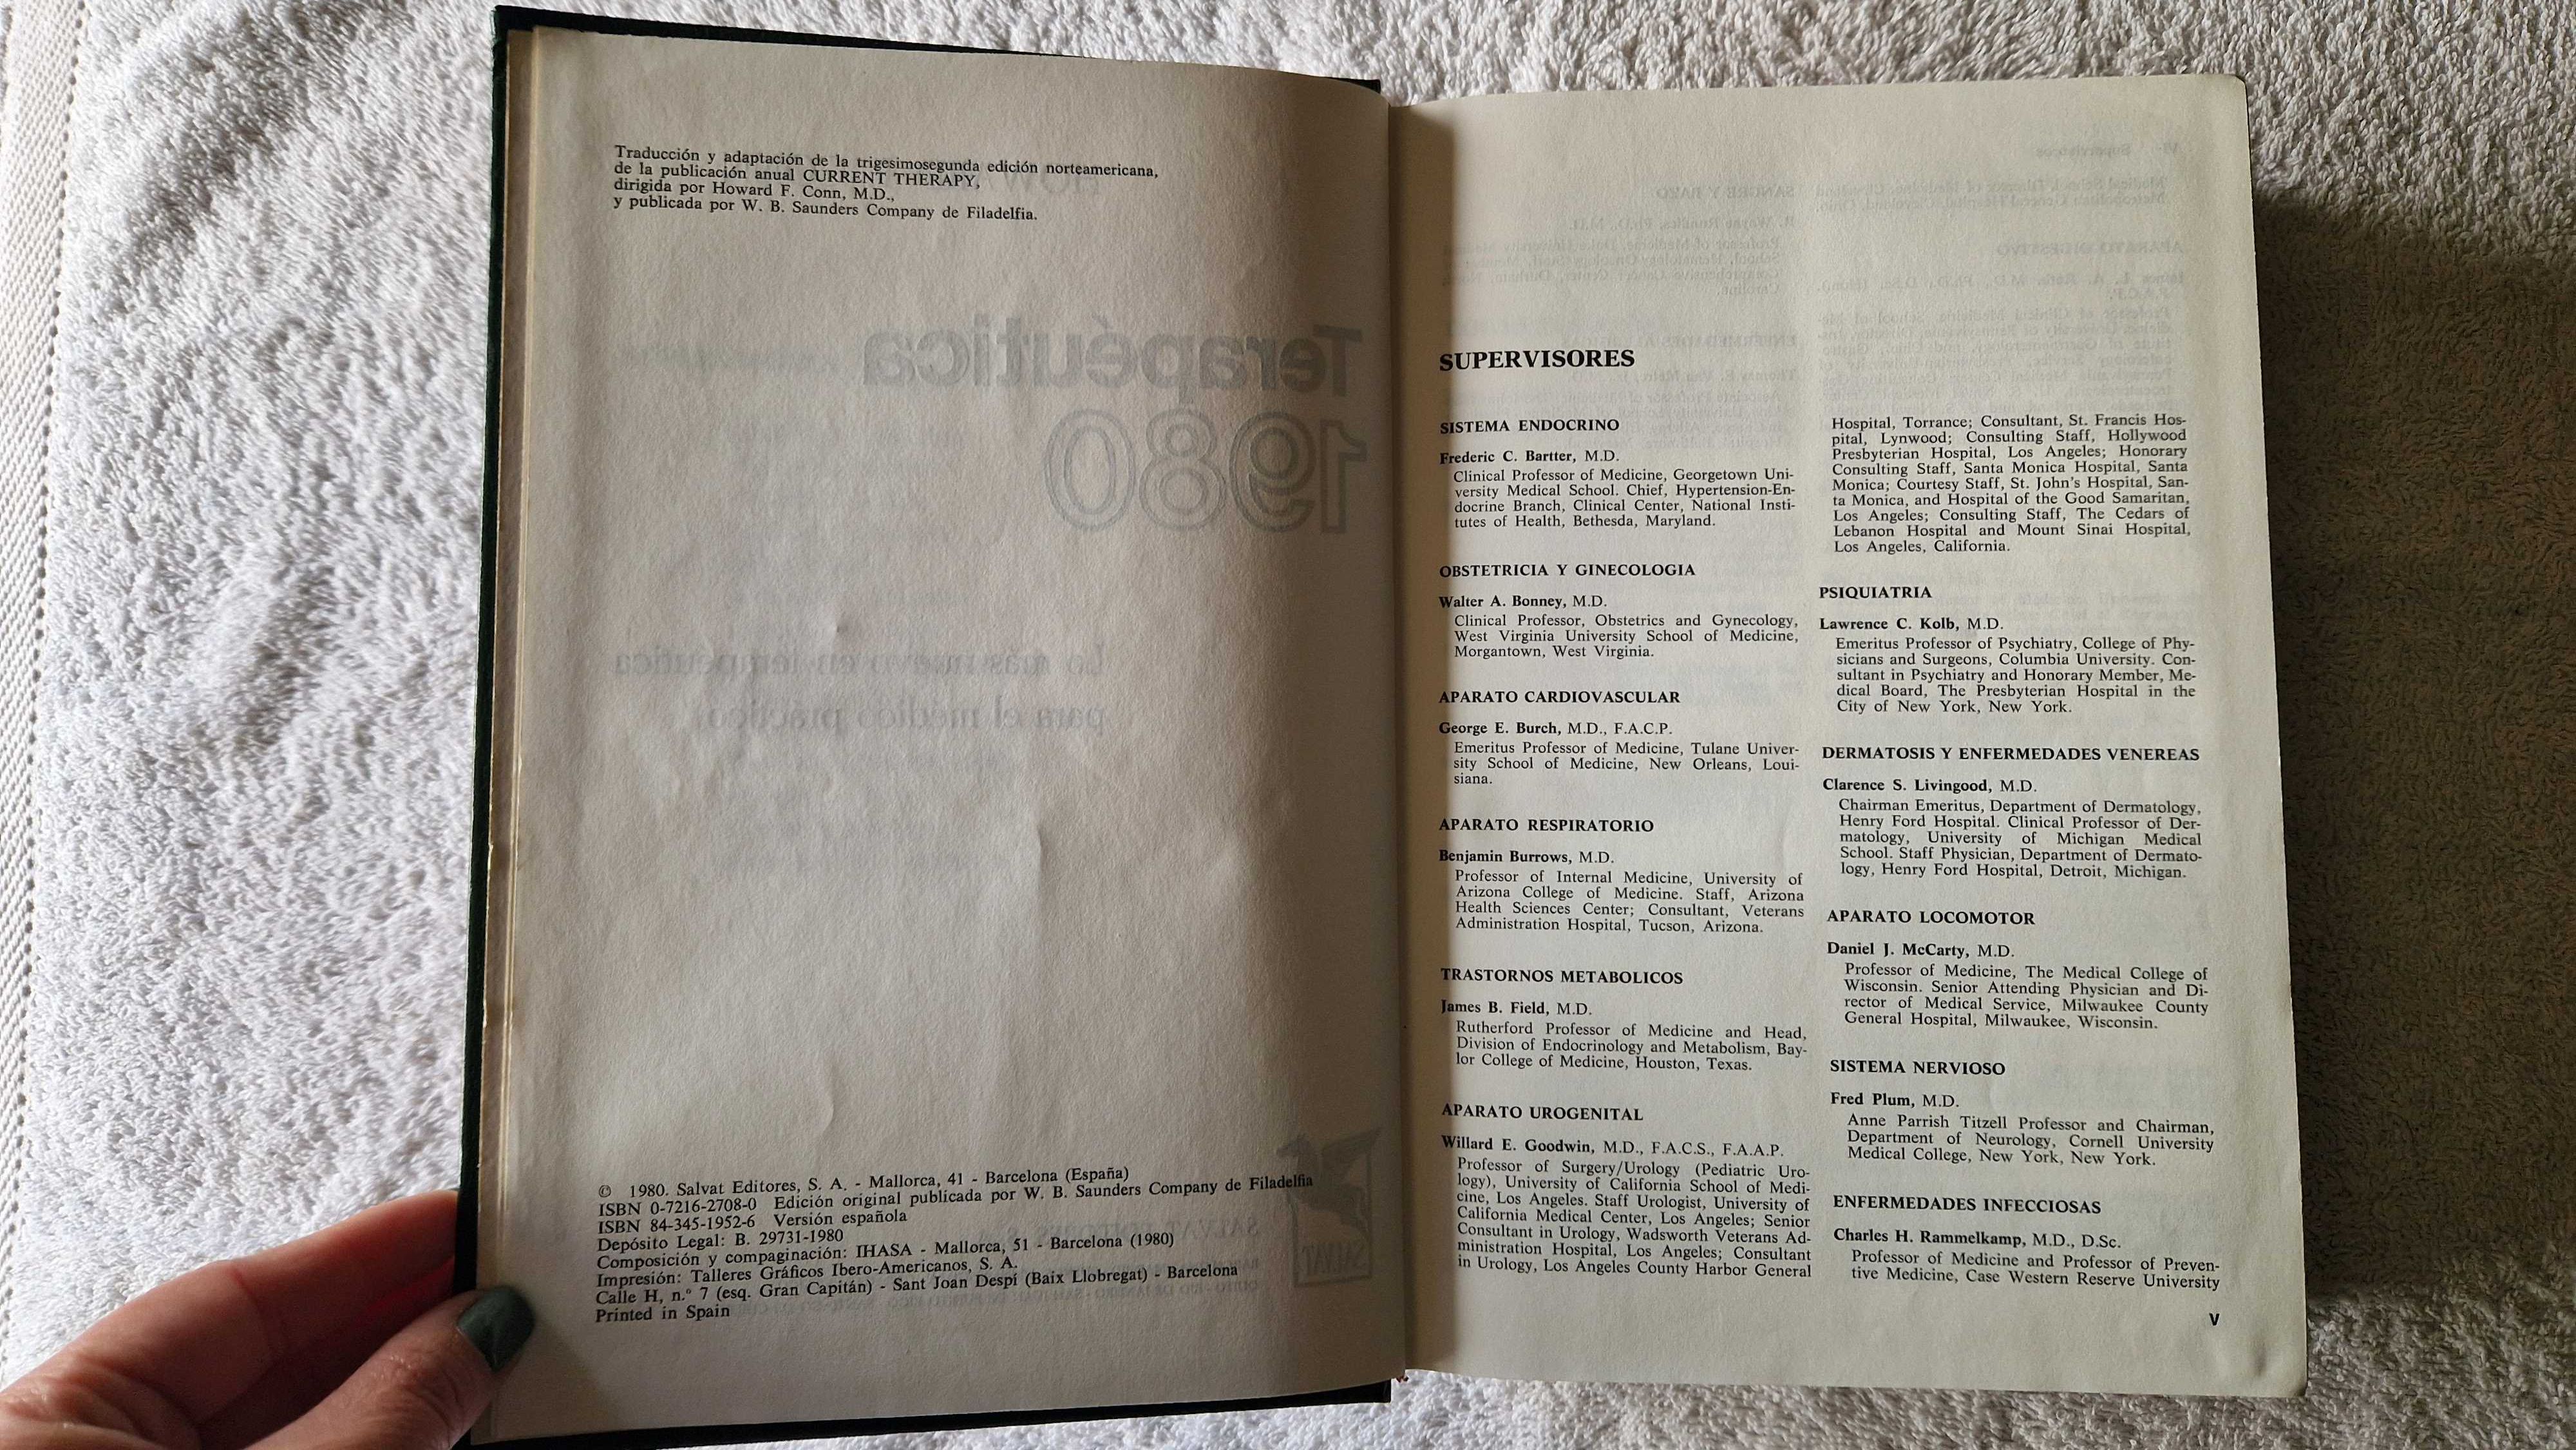 Traducción y adaptación de la trigesimosegunda edición norteamericana,
de la publicación anual CURRENT THERAPY,
dirigida por Howard F. Conn, M.D.,
y publicada por W. B. Saunders Company de Filadelfia.
Terapéutica
1980
Lo más nuevo en terapéutica
para el médico práctico
© 1980. Salvat Editores, S. A. - Mallorca, 41 - Barcelona (España)
ISBN 0-7216-2708-0 Edición original publicada por W. B. Saunders Company de Filadelfia
ISBN 84-345-1952-6 Versión española
Depósito Legal: B. 29731-1980
Composición y compaginación: IHASA - Mallorca, 51 - Barcelona (1980)
Impresión: Talleres Gráficos Ibero-Americanos, S. A.
Calle H, n.º 7 (esq. Gran Capitán) - Sant Joan Despí (Baix Llobregat) - Barcelona
Printed in Spain
SUPERVISORES
SISTEMA ENDOCRINO
Frederic C. Bartter, M.D.
Clinical Professor of Medicine, Georgetown Uni-
versity Medical School. Chief, Hypertension-En-
docrine Branch, Clinical Center, National Insti-
tutes of Health, Bethesda, Maryland.
OBSTETRICIA Y GINECOLOGIA
Walter A. Bonney, M.D.
Clinical Professor, Obstetrics and Gynecology,
West Virginia University School of Medicine,
Morgantown, West Virginia.
APARATO CARDIOVASCULAR
George E. Burch, M.D., F.A.C.P.
Emeritus Professor of Medicine, Tulane Univer-
sity School of Medicine, New Orleans, Loui-
siana.
APARATO RESPIRATORIO
Benjamin Burrows, M.D.
Professor of Internal Medicine, University of
Arizona College of Medicine. Staff, Arizona
Health Sciences Center; Consultant, Veterans
Administration Hospital, Tucson, Arizona.
TRASTORNOS METABOLICOS
James B. Field, M.D.
Rutherford Professor of Medicine and Head,
Division of Endocrinology and Metabolism, Bay-
lor College of Medicine, Houston, Texas.
APARATO UROGENITAL
Willard E. Goodwin, M.D., F.A.C.S., F.A.A.P.
Professor of Surgery/Urology (Pediatric Uro-
logy), University of California School of Medi-
cine, Los Angeles. Staff Urologist, University of
California Medical Center, Los Angeles; Senior
Consultant in Urology, Wadsworth Veterans Ad-
ministration Hospital, Los Angeles; Consultant
in Urology, Los Angeles County Harbor General
Hospital, Torrance; Consultant, St. Francis Hos-
pital, Lynwood; Consulting Staff, Hollywood
Presbyterian Hospital, Los Angeles; Honorary
Consulting Staff, Santa Monica Hospital, Santa
Monica; Courtesy Staff, St. John's Hospital, San-
ta Monica, and Hospital of the Good Samaritan,
Los Angeles; Consulting Staff, The Cedars of
Lebanon Hospital and Mount Sinai Hospital,
Los Angeles, California.
PSIQUIATRIA
Lawrence C. Kolb, M.D.
Emeritus Professor of Psychiatry, College of Phy-
sicians and Surgeons, Columbia University. Con-
sultant in Psychiatry and Honorary Member, Me-
dical Board, The Presbyterian Hospital in the
City of New York, New York.
DERMATOSIS Y ENFERMEDADES VENEREAS
Clarence S. Livingood, M.D.
Chairman Emeritus, Department of Dermatology,
Henry Ford Hospital. Clinical Professor of Der-
matology, University of Michigan Medical
School. Staff Physician, Department of Dermato-
logy, Henry Ford Hospital, Detroit, Michigan.
APARATO LOCOMOTOR
Daniel J. McCarty, M.D.
Professor of Medicine, The Medical College of
Wisconsin. Senior Attending Physician and Di-
rector of Medical Service, Milwaukee County
General Hospital, Milwaukee, Wisconsin.
SISTEMA NERVIOSO
Fred Plum, M.D.
Anne Parrish Titzell Professor and Chairman,
Department of Neurology, Cornell University
Medical College, New York, New York.
ENFERMEDADES INFECCIOSAS
Charles H. Rammelkamp, M.D., D.Sc.
Professor of Medicine and Professor of Preven-
tive Medicine, Case Western Reserve University
V